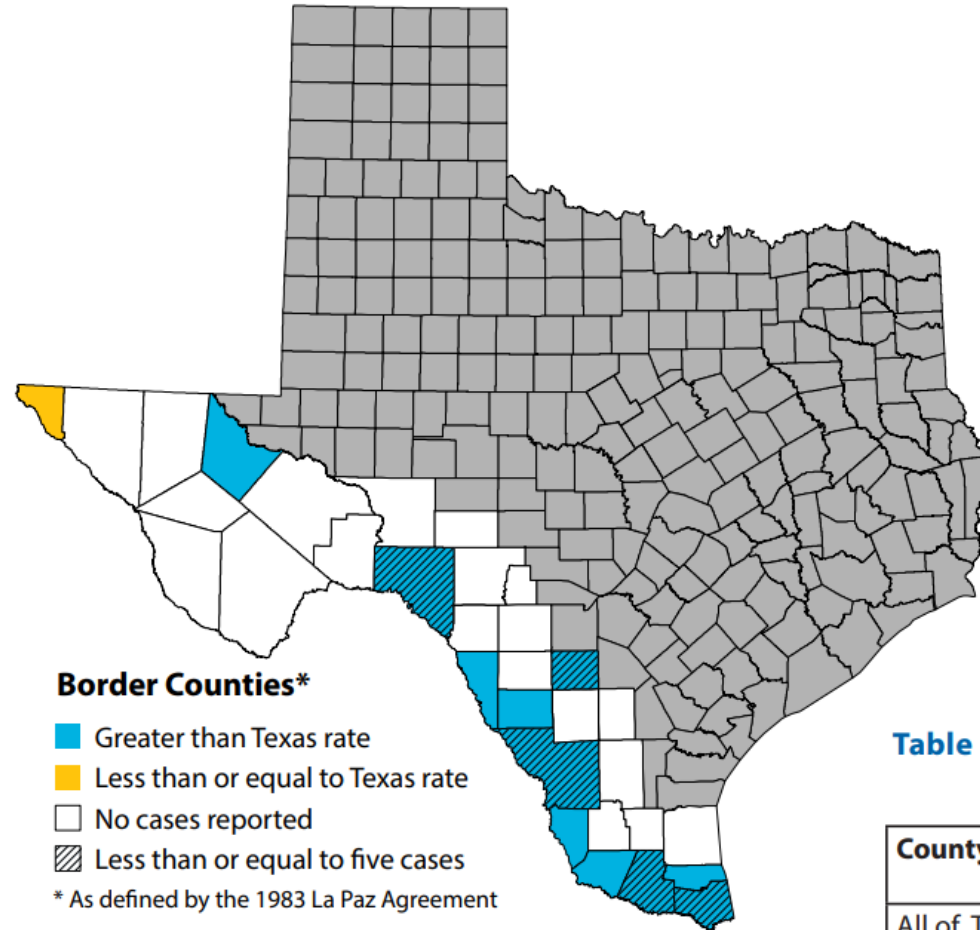 Border Counties*
Greater than Texas rate
Less than or equal to Texas rate
No cases reported
Less than or equal to five cases
* As defined by the 1983 La Paz Agreement
Table
County
All of